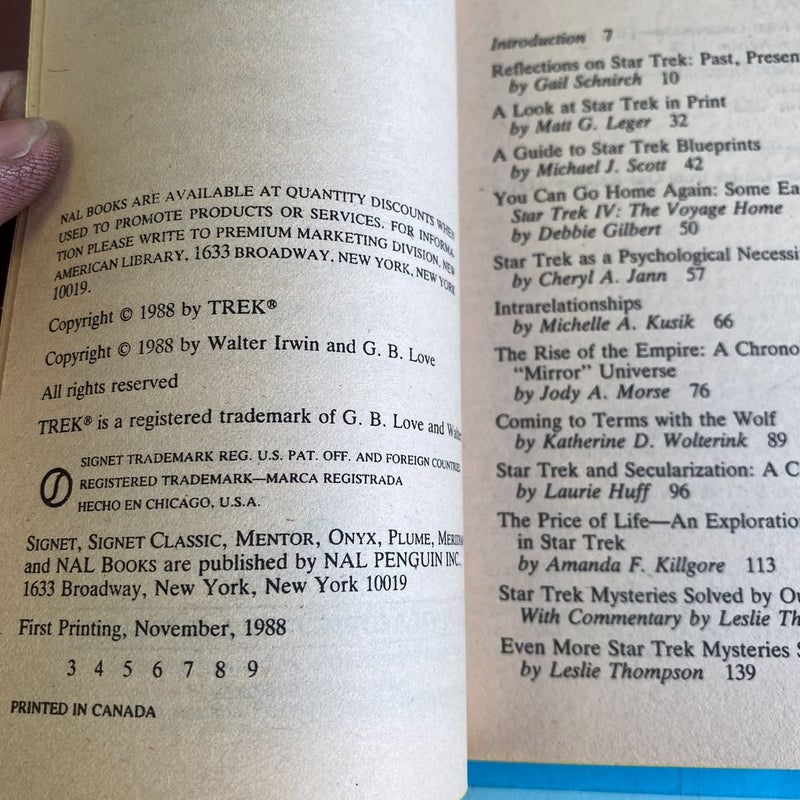 NAL BOOKS ARE AVAILABLE AT QUANTITY DISCOUNTS WHEN
USED TO PROMOTE PRODUCTS OR SERVICES. FOR INFORMA-
TION PLEASE WRITE TO PREMIUM MARKETING DIVISION, NEW
AMERICAN LIBRARY, 1633 BROADWAY, NEW YORK, NEW YORK
10019.
Copyright © 1988 by TREK®
Copyright © 1988 by Walter Irwin and G. B. Love
All rights reserved
TREK® is a registered trademark of G. B. Love and
SIGNET TRADEMARK REG. U.S. PAT. OFF. AND FOREIGN COUNTRIES
REGISTERED TRADEMARK—MARCA REGISTRADA
HECHO EN CHICAGO, U.S.A.
SIGNET, SIGNET CLASSIC, MENTOR, ONYX, PLUME,
and NAL BOOKS are published by NAL PENGUIN INC.
1633 Broadway, New York, New York 10019
First Printing, November, 1988
3 4 5 6 7 8 9
PRINTED IN CANADA
Introduction 7
Reflections on Star Trek: Past,
by Gail Schnirch 10
A Look at Star Trek in Print
by Matt G. Leger 32
A Guide to Star Trek Blueprints
by Michael J. Scott 42
You Can Go Home Again: Some
Star Trek IV: The Voyage Home
by Debbie Gilbert 50
Star Trek as a Psychological
by Cheryl A. Jann 57
Intrarelationships
by Michelle A. Kusik 66
The Rise of the Empire: A
"Mirror" Universe
by Jody A. Morse 76
Coming to Terms with the Wolf
by Katherine D. Wolterink 89
Star Trek and Secularization: A
by Laurie Huff 96
The Price of Life—An
in Star Trek
by Amanda F. Killgore 113
Star Trek Mysteries Solved by
With Commentary by Leslie
Even More Star Trek Mysteries
by Leslie Thompson 139